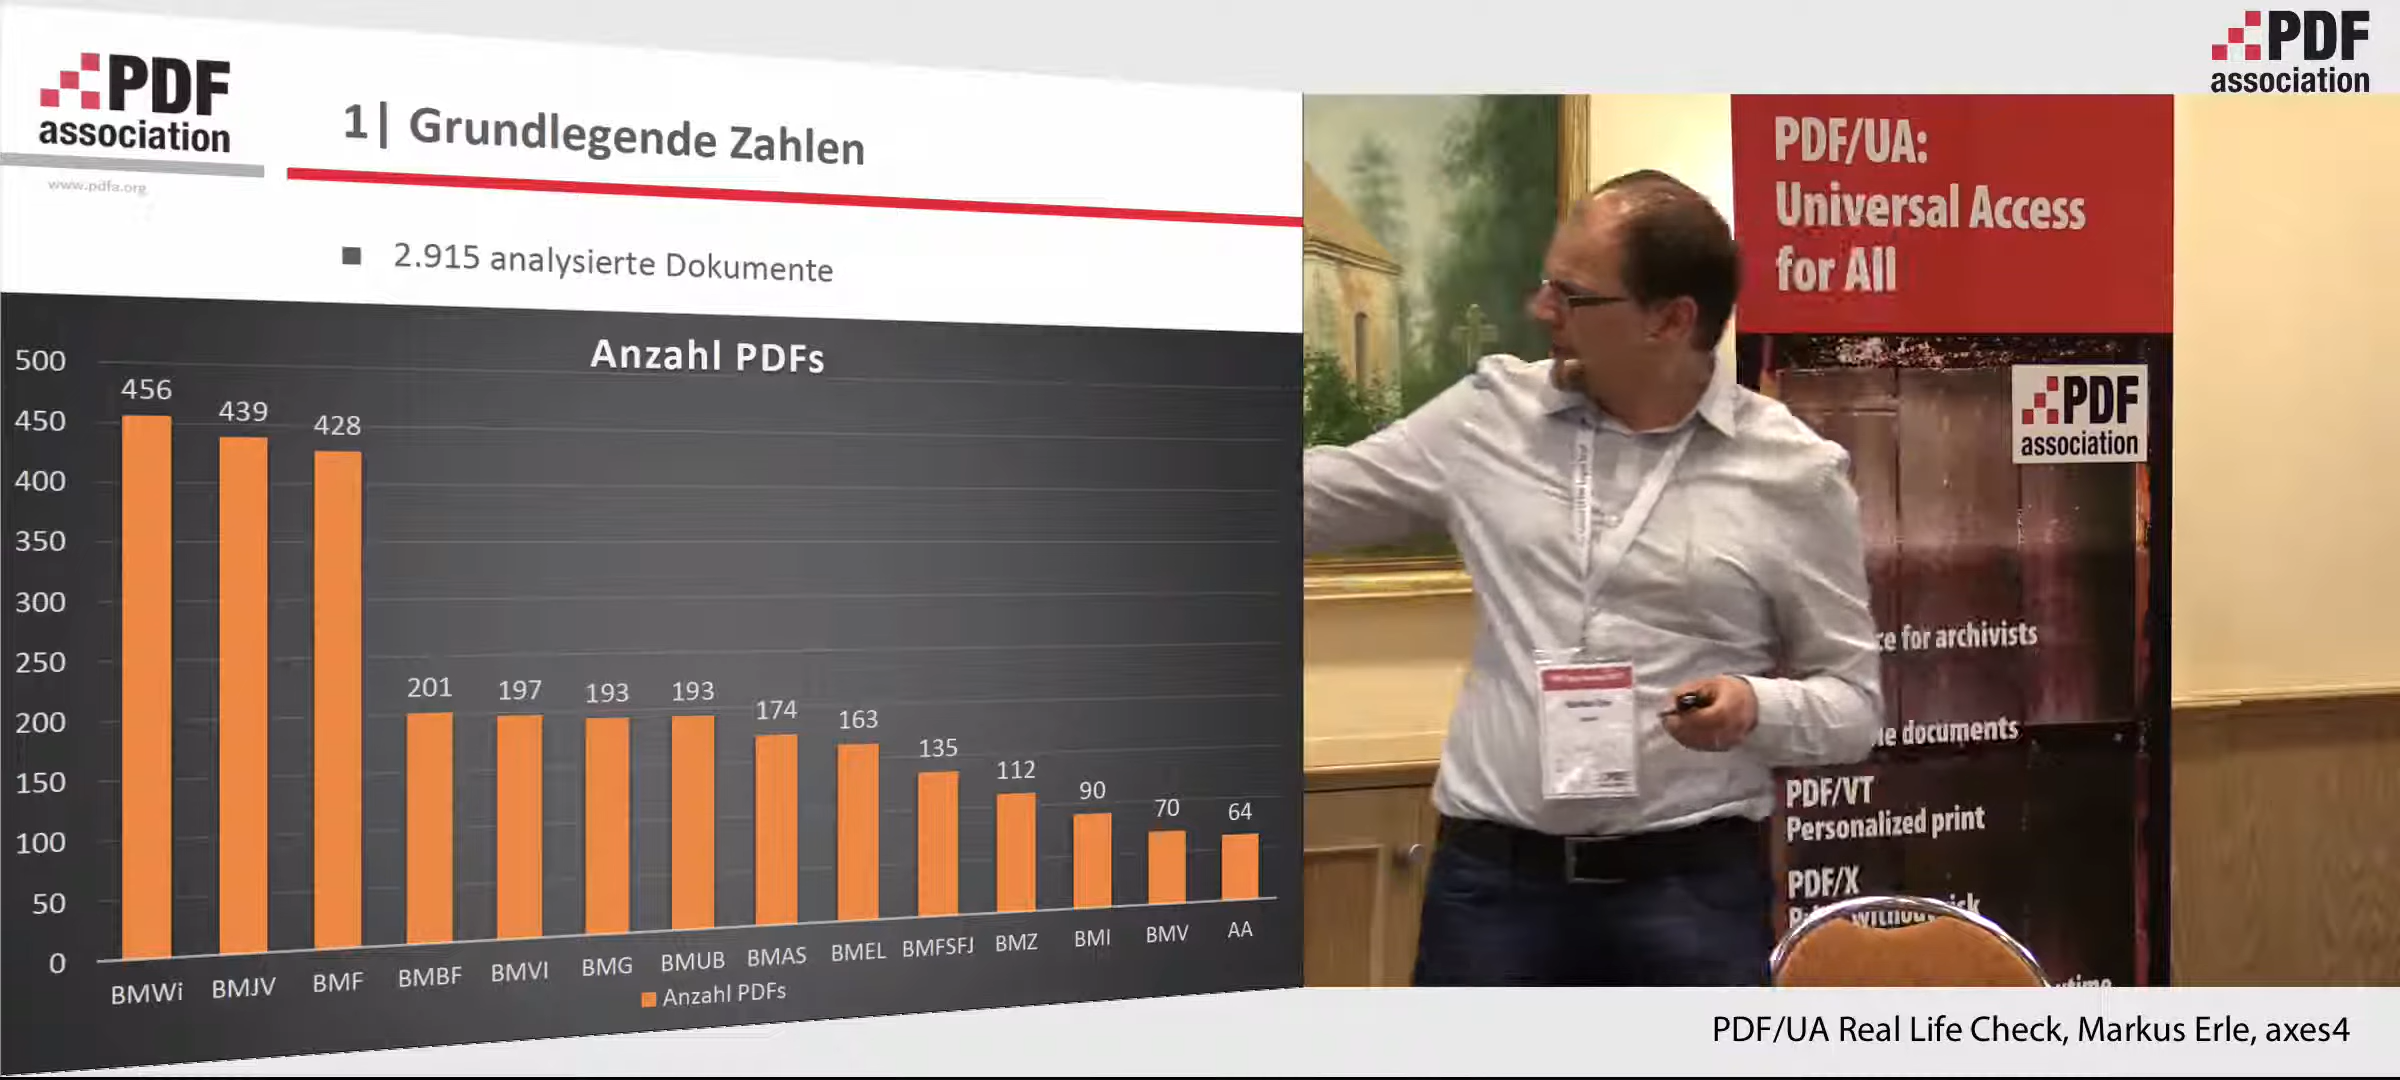 PDF
association
www.pdfa.org
1| Grundlegende Zahlen
■ 2.915 analysierte Dokumente
Anzahl PDFs
500
450
400
350
300
250
200
150
100
50
0
456
439
428
201
197
193
193
174
163
135
112
90
70
64
BMWi
BMJV
BMF
BMBF
BMVI
BMG
BMUB
BMAS
BMEL
BMFSFJ
BMZ
BMI
BMV
AA
Anzahl PDFs
PDF
association
PDF/UA:
Universal Access
for All
PDF
association
for archivists
documents
PDF/VT
Personalized print
PDF/X
PDF/UA Real Life Check, Markus Erle, axes4